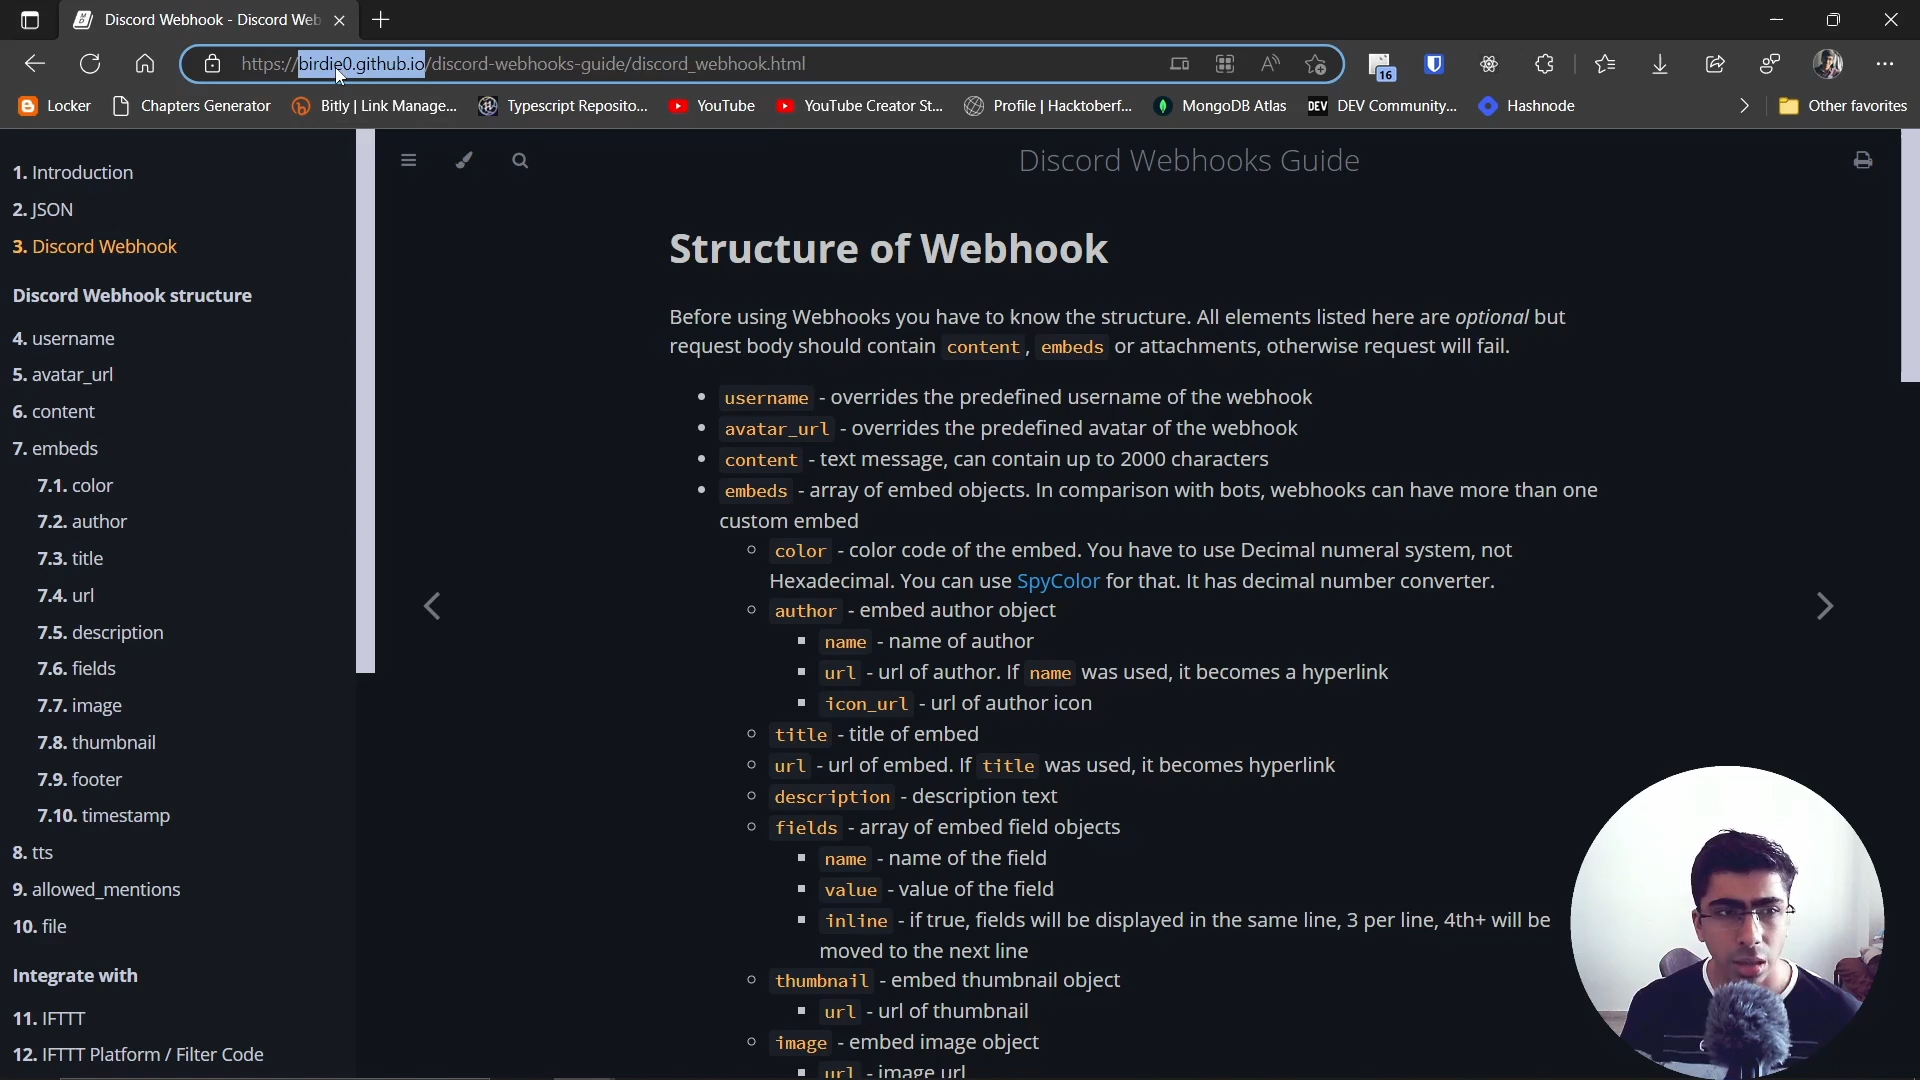 Discord Webhook - Discord Web
https://birdie0.github.io/discord-webhooks-guide/discord_webhook.html
16
Locker
Chapters Generator
Bitly | Link Manage...
Typescript Reposito...
YouTube
YouTube Creator St...
Profile | Hacktoberf...
MongoDB Atlas
DEV
DEV Community...
Hashnode
Other favorites
1. Introduction
2. JSON
3. Discord Webhook
Discord Webhook structure
4. username
5. avatar_url
6. content
7. embeds
7.1. color
7.2. author
7.3. title
7.4. url
7.5. description
7.6. fields
7.7. image
7.8. thumbnail
7.9. footer
7.10. timestamp
8. tts
9. allowed_mentions
10. file
Integrate with
11. IFTTT
12. IFTTT Platform / Filter Code
Discord Webhooks Guide
Structure of Webhook
Before using Webhooks you have to know the structure. All elements listed here are optional but
request body should contain content, embeds or attachments, otherwise request will fail.
username - overrides the predefined username of the webhook
avatar_url - overrides the predefined avatar of the webhook
content - text message, can contain up to 2000 characters
embeds - array of embed objects. In comparison with bots, webhooks can have more than one
custom embed
color - color code of the embed. You have to use Decimal numeral system, not
Hexadecimal. You can use SpyColor for that. It has decimal number converter.
author - embed author object
name - name of author
url - url of author. If name was used, it becomes a hyperlink
icon_url - url of author icon
title - title of embed
url - url of embed. If title was used, it becomes hyperlink
description - description text
fields - array of embed field objects
name - name of the field
value - value of the field
inline - if true, fields will be displayed in the same line, 3 per line, 4th+ will be
moved to the next line
thumbnail - embed thumbnail object
url - url of thumbnail
image - embed image object
url - image url